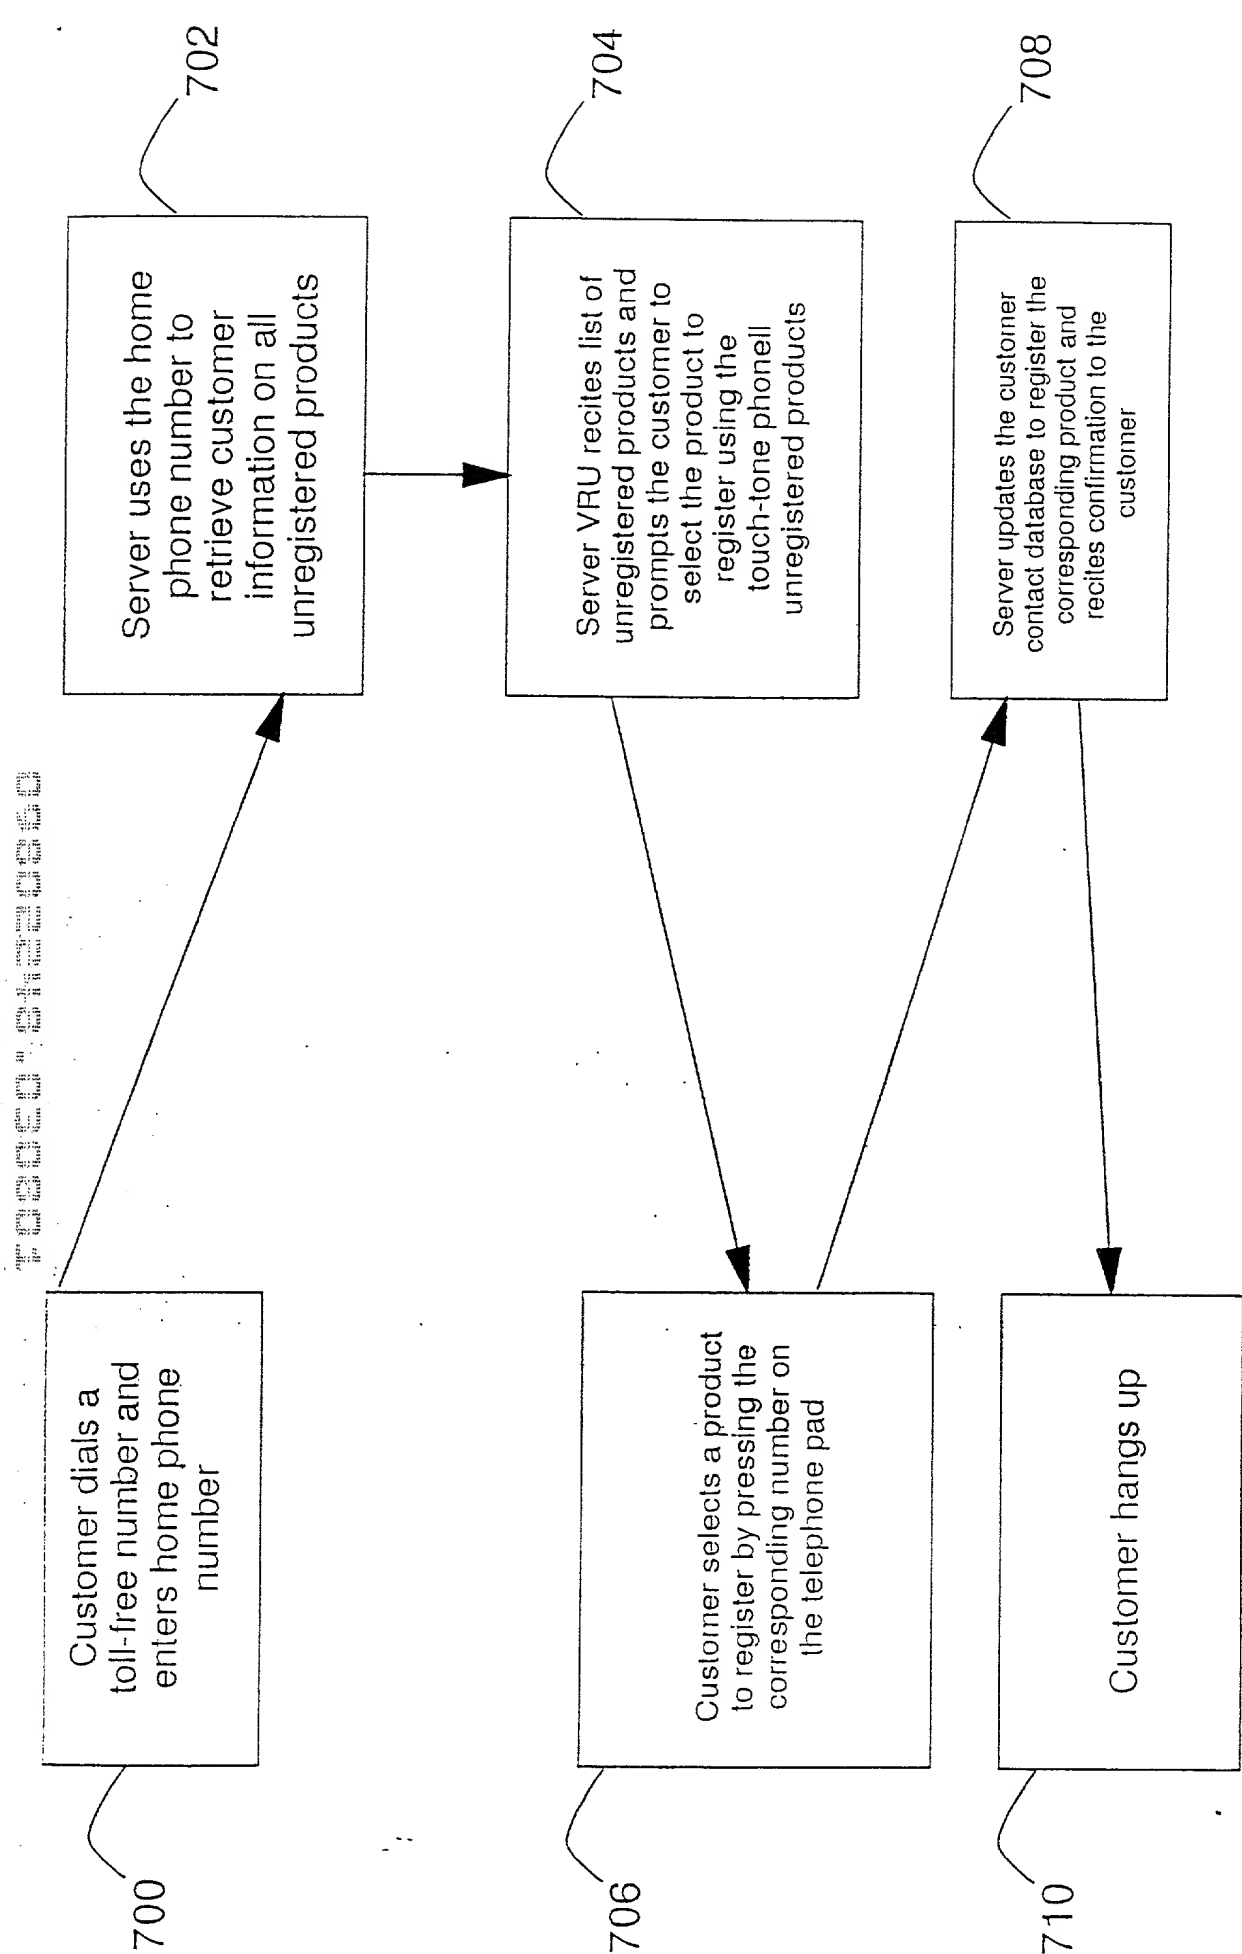 700
Customer dials a
toll-free number and
enters home phone
number
702
Server uses the home
phone number to
retrieve customer
information on all
unregistered products
704
Server VRU recites list of
unregistered products and
prompts the customer to
select the product to
register using the
touch-tone phonell
unregistered products
706
Customer selects a product
to register by pressing the
corresponding number on
the telephone pad
708
Server updates the customer
contact database to register the
corresponding product and
recites confirmation to the
customer
710
Customer hangs up